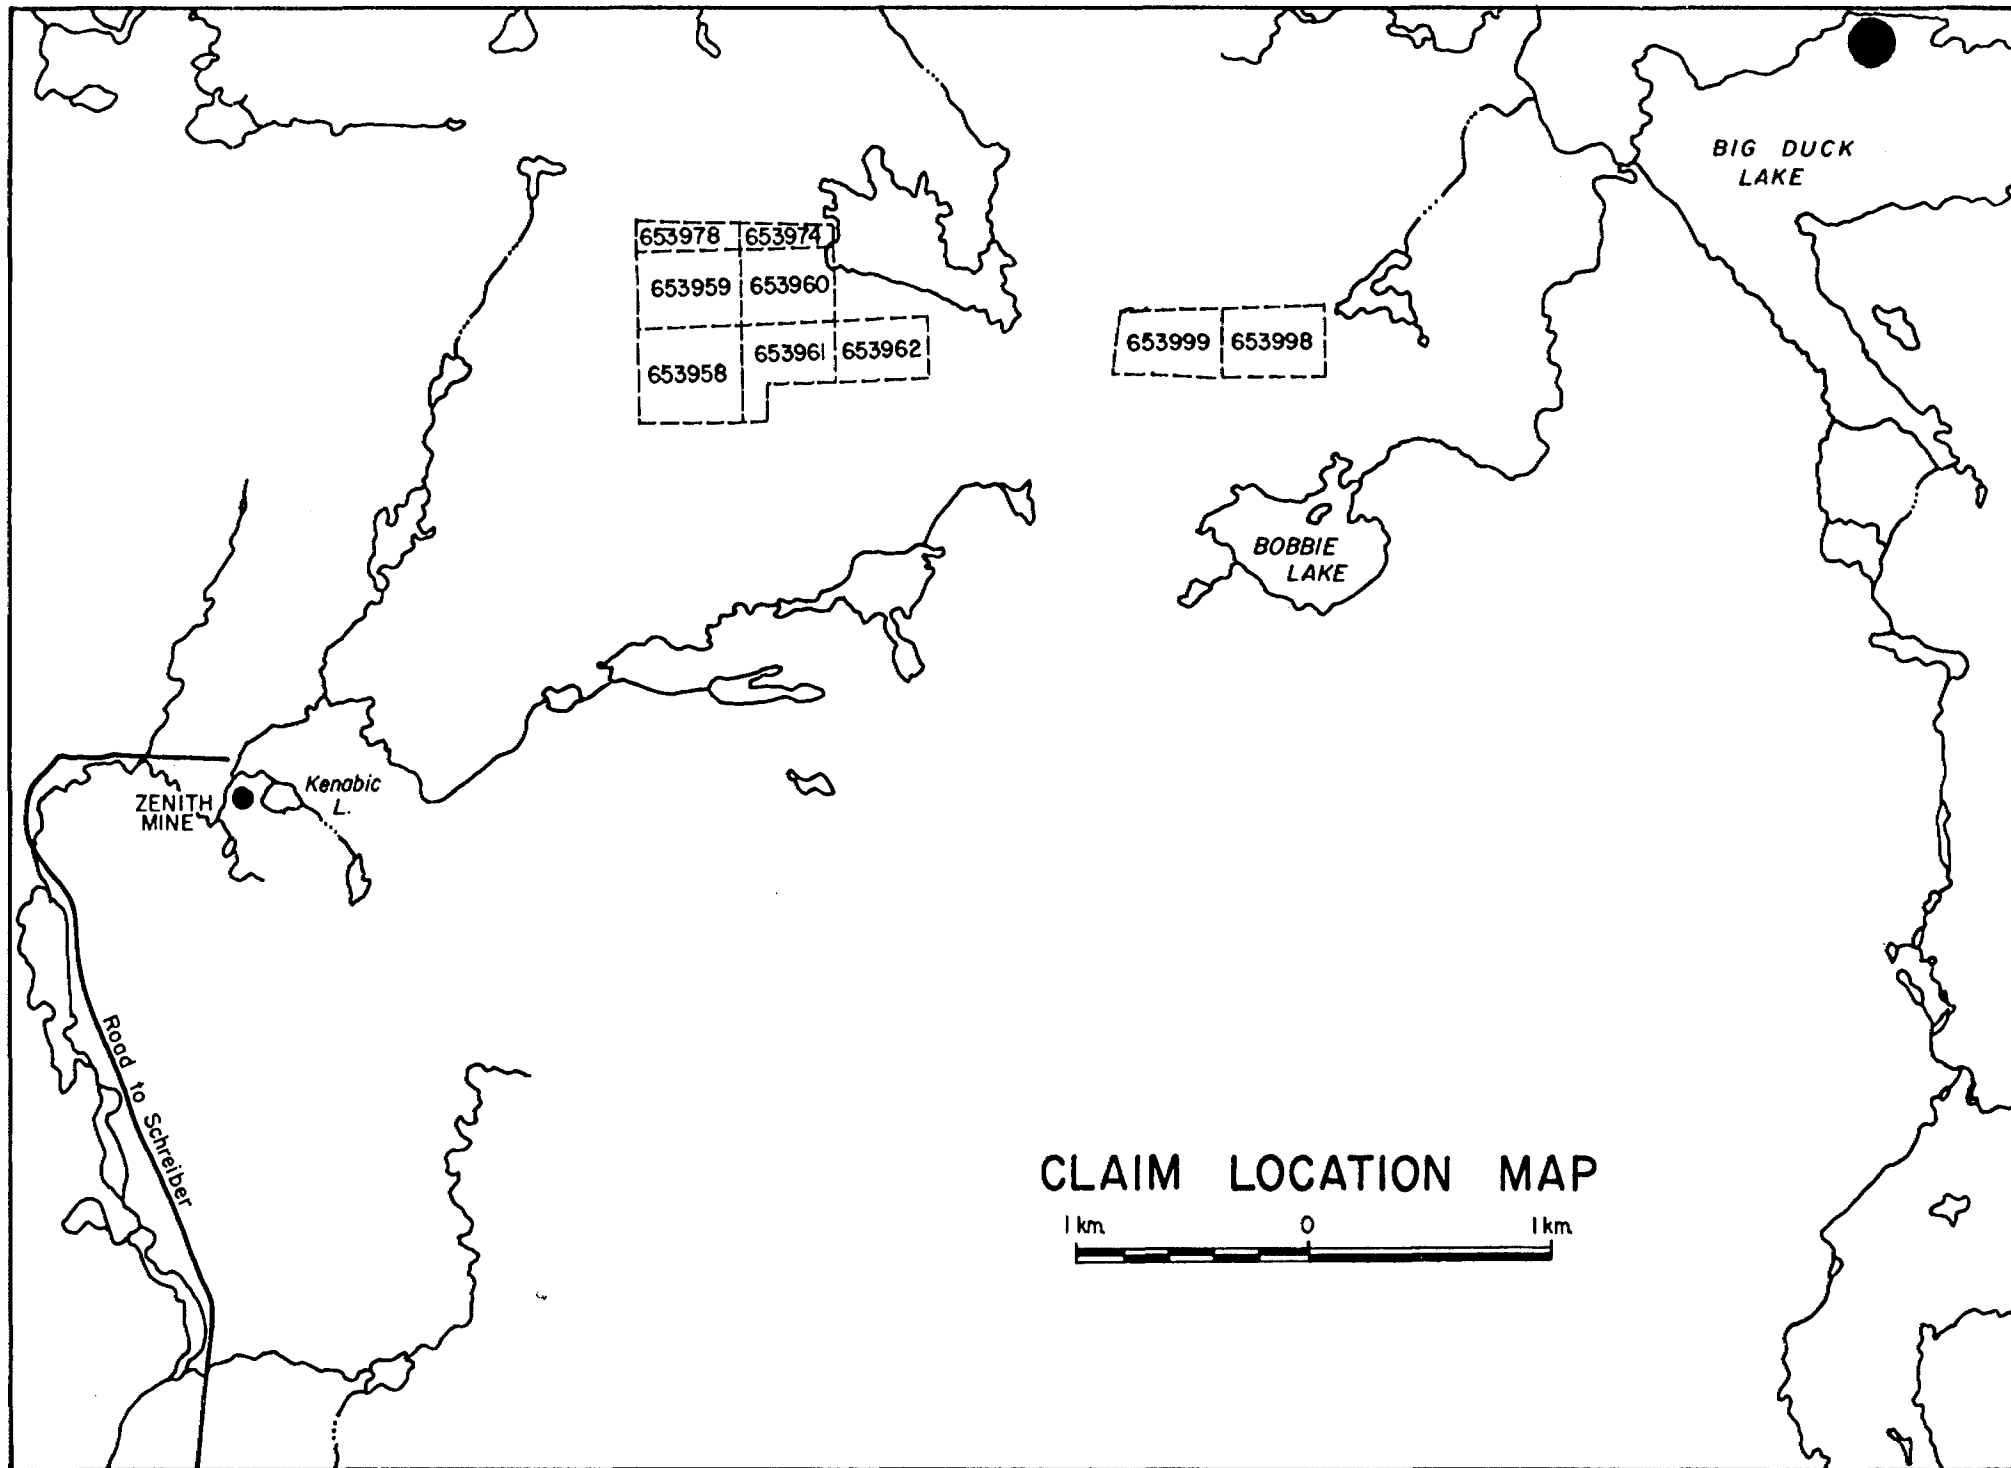 BIG DUCK
LAKE
653978 653974
653959 653960
653999 653998
653961 653962
653958
BOBBIE
LAKE
Kenabic
L.
ZENITH
MINE
Road to Schreiber
CLAIM LOCATION MAP
1 km 0 1 km